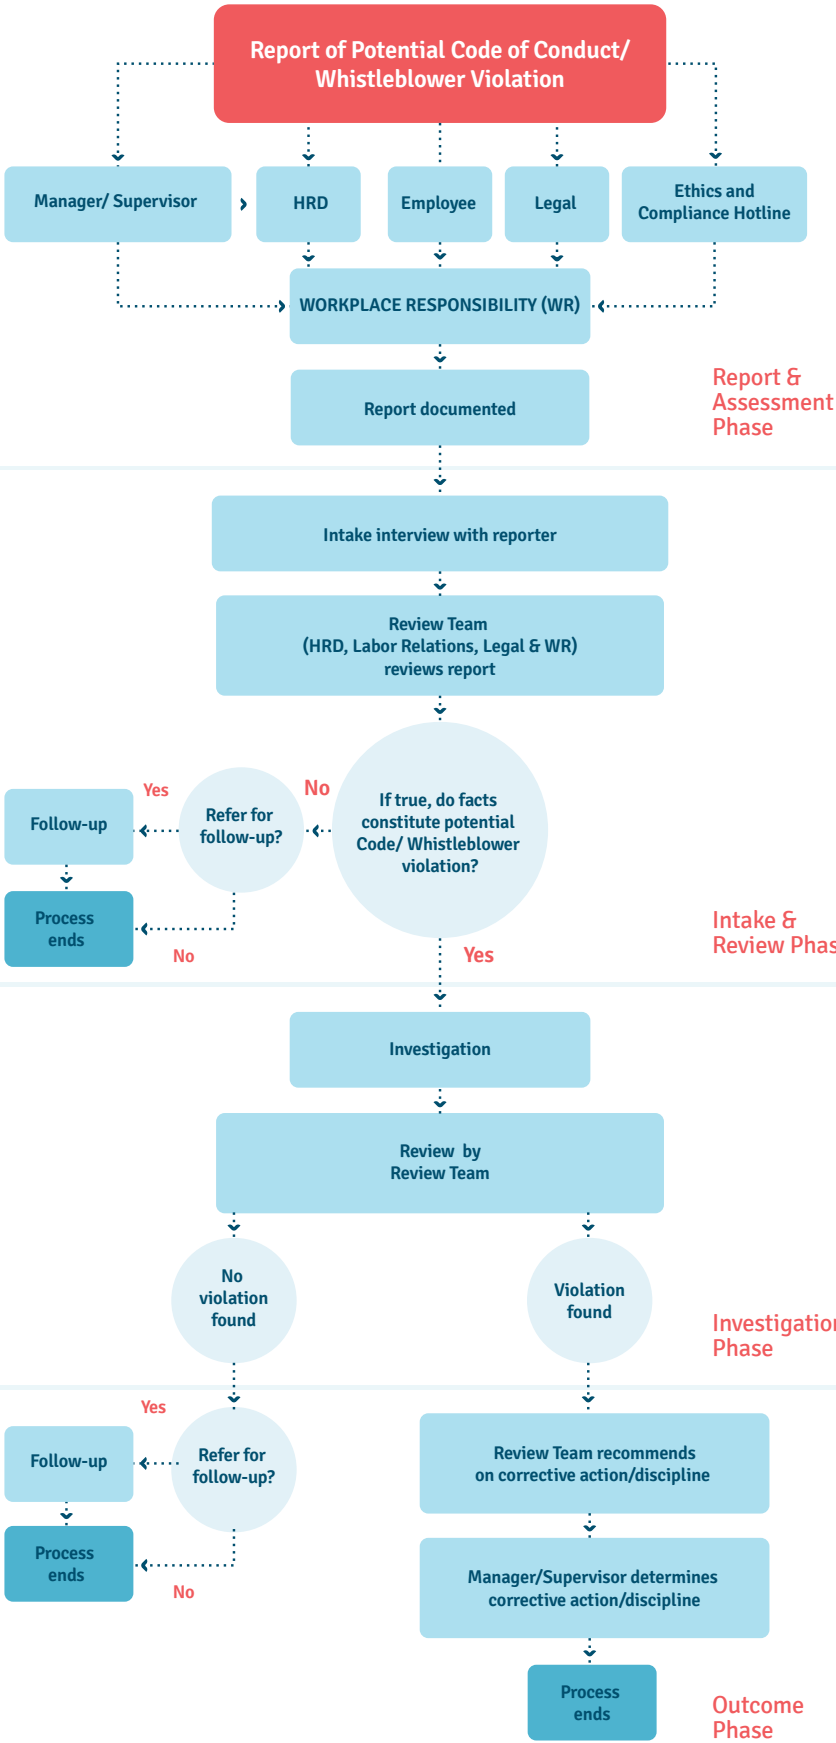 Report of Potential Code of Conduct/
Whistleblower Violation
Manager/ Supervisor
HRD
Employee
Legal
Ethics and
Compliance Hotline
WORKPLACE RESPONSIBILITY (WR)
Report documented
Report &
Assessment
Phase
Intake interview with reporter
Review Team
(HRD, Labor Relations, Legal & WR)
reviews report
If true, do facts
constitute potential
Code/ Whistleblower
violation?
No
Refer for
follow-up?
Yes
Follow-up
Process
ends
No
Yes
Intake &
Review Phas
Investigation
Review by
Review Team
No
violation
found
Violation
found
Investigation
Phase
Yes
Refer for
follow-up?
Follow-up
Process
ends
No
Review Team recommends
on corrective action/discipline
Manager/Supervisor determines
corrective action/discipline
Process
ends
Outcome
Phase